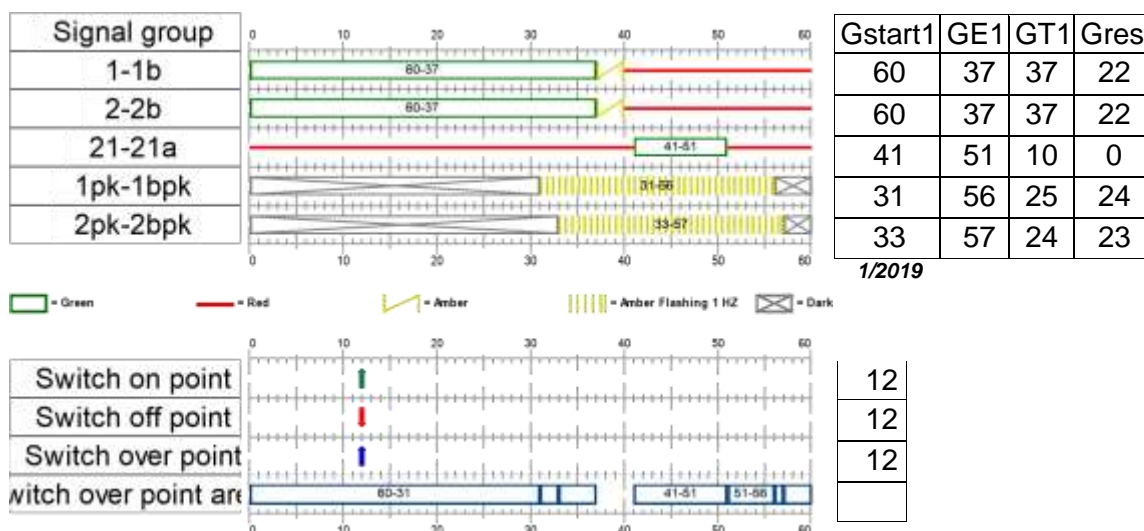 Signal group 0 10 20 30 40 50 60 Gstart1 GE1 GT1 Gres
1-1b 60-37 60 37 37 22
2-2b 60-37 60 37 37 22
21-21a 41-51 41 51 10 0
1pk-1bpk 31-56 31 56 25 24
2pk-2bpk 33-57 33 57 24 23
0 10 20 30 40 50 60
1/2019
= Green = Red = Amber = Amber Flashing 1 HZ = Dark
0 10 20 30 40 50 60
Switch on point 12
Switch off point 12
Switch over point 12
witch over point are 60-31 41-51 51-56
0 10 20 30 40 50 60